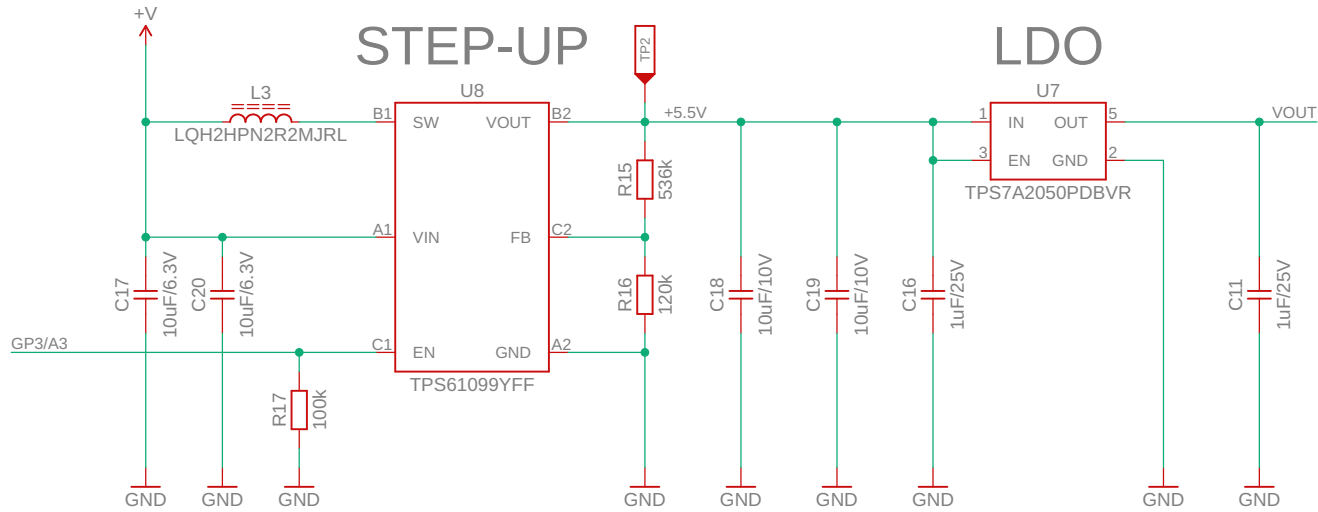 +V
STEP-UP
TP2
LDO
L3
LQH2HPN2R2MJRL
U8
B1
SW
VOUT
B2
+5.5V
U7
1
IN
OUT
5
VOUT
3
EN
GND
2
TPS7A2050PDBVR
R15
536k
A1
VIN
FB
C2
C17
10uF/6.3V
C20
10uF/6.3V
R16
120k
C18
10uF/10V
C19
10uF/10V
C16
1uF/25V
C11
1uF/25V
GP3/A3
C1
EN
GND
A2
TPS61099YFF
R17
100k
GND
GND
GND
GND
GND
GND
GND
GND
GND